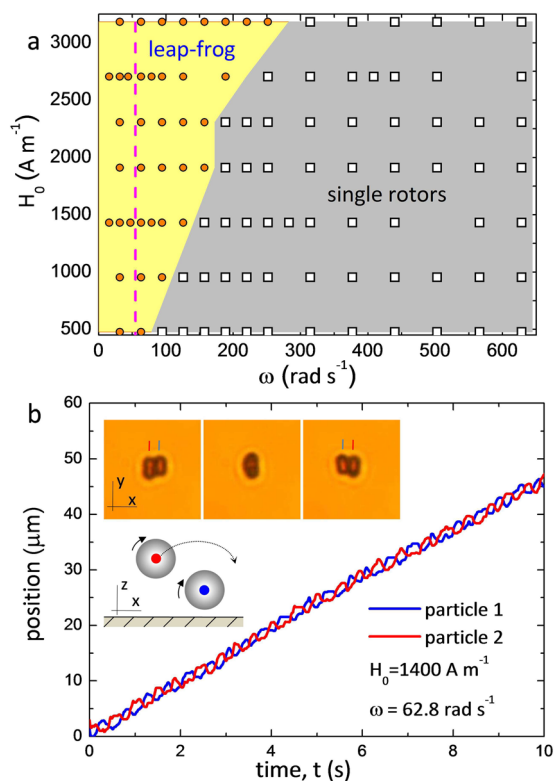 a
leap-frog
single rotors
H₀ (A m⁻¹)
3000
2500
2000
1500
1000
500
0 100 200 300 400 500 600
ω (rad s⁻¹)
b
position (μm)
60
50
40
30
20
10
0
y
x
z
x
particle 1
particle 2
H₀=1400 A m⁻¹
ω = 62.8 rad s⁻¹
0 2 4 6 8 10
time, t (s)